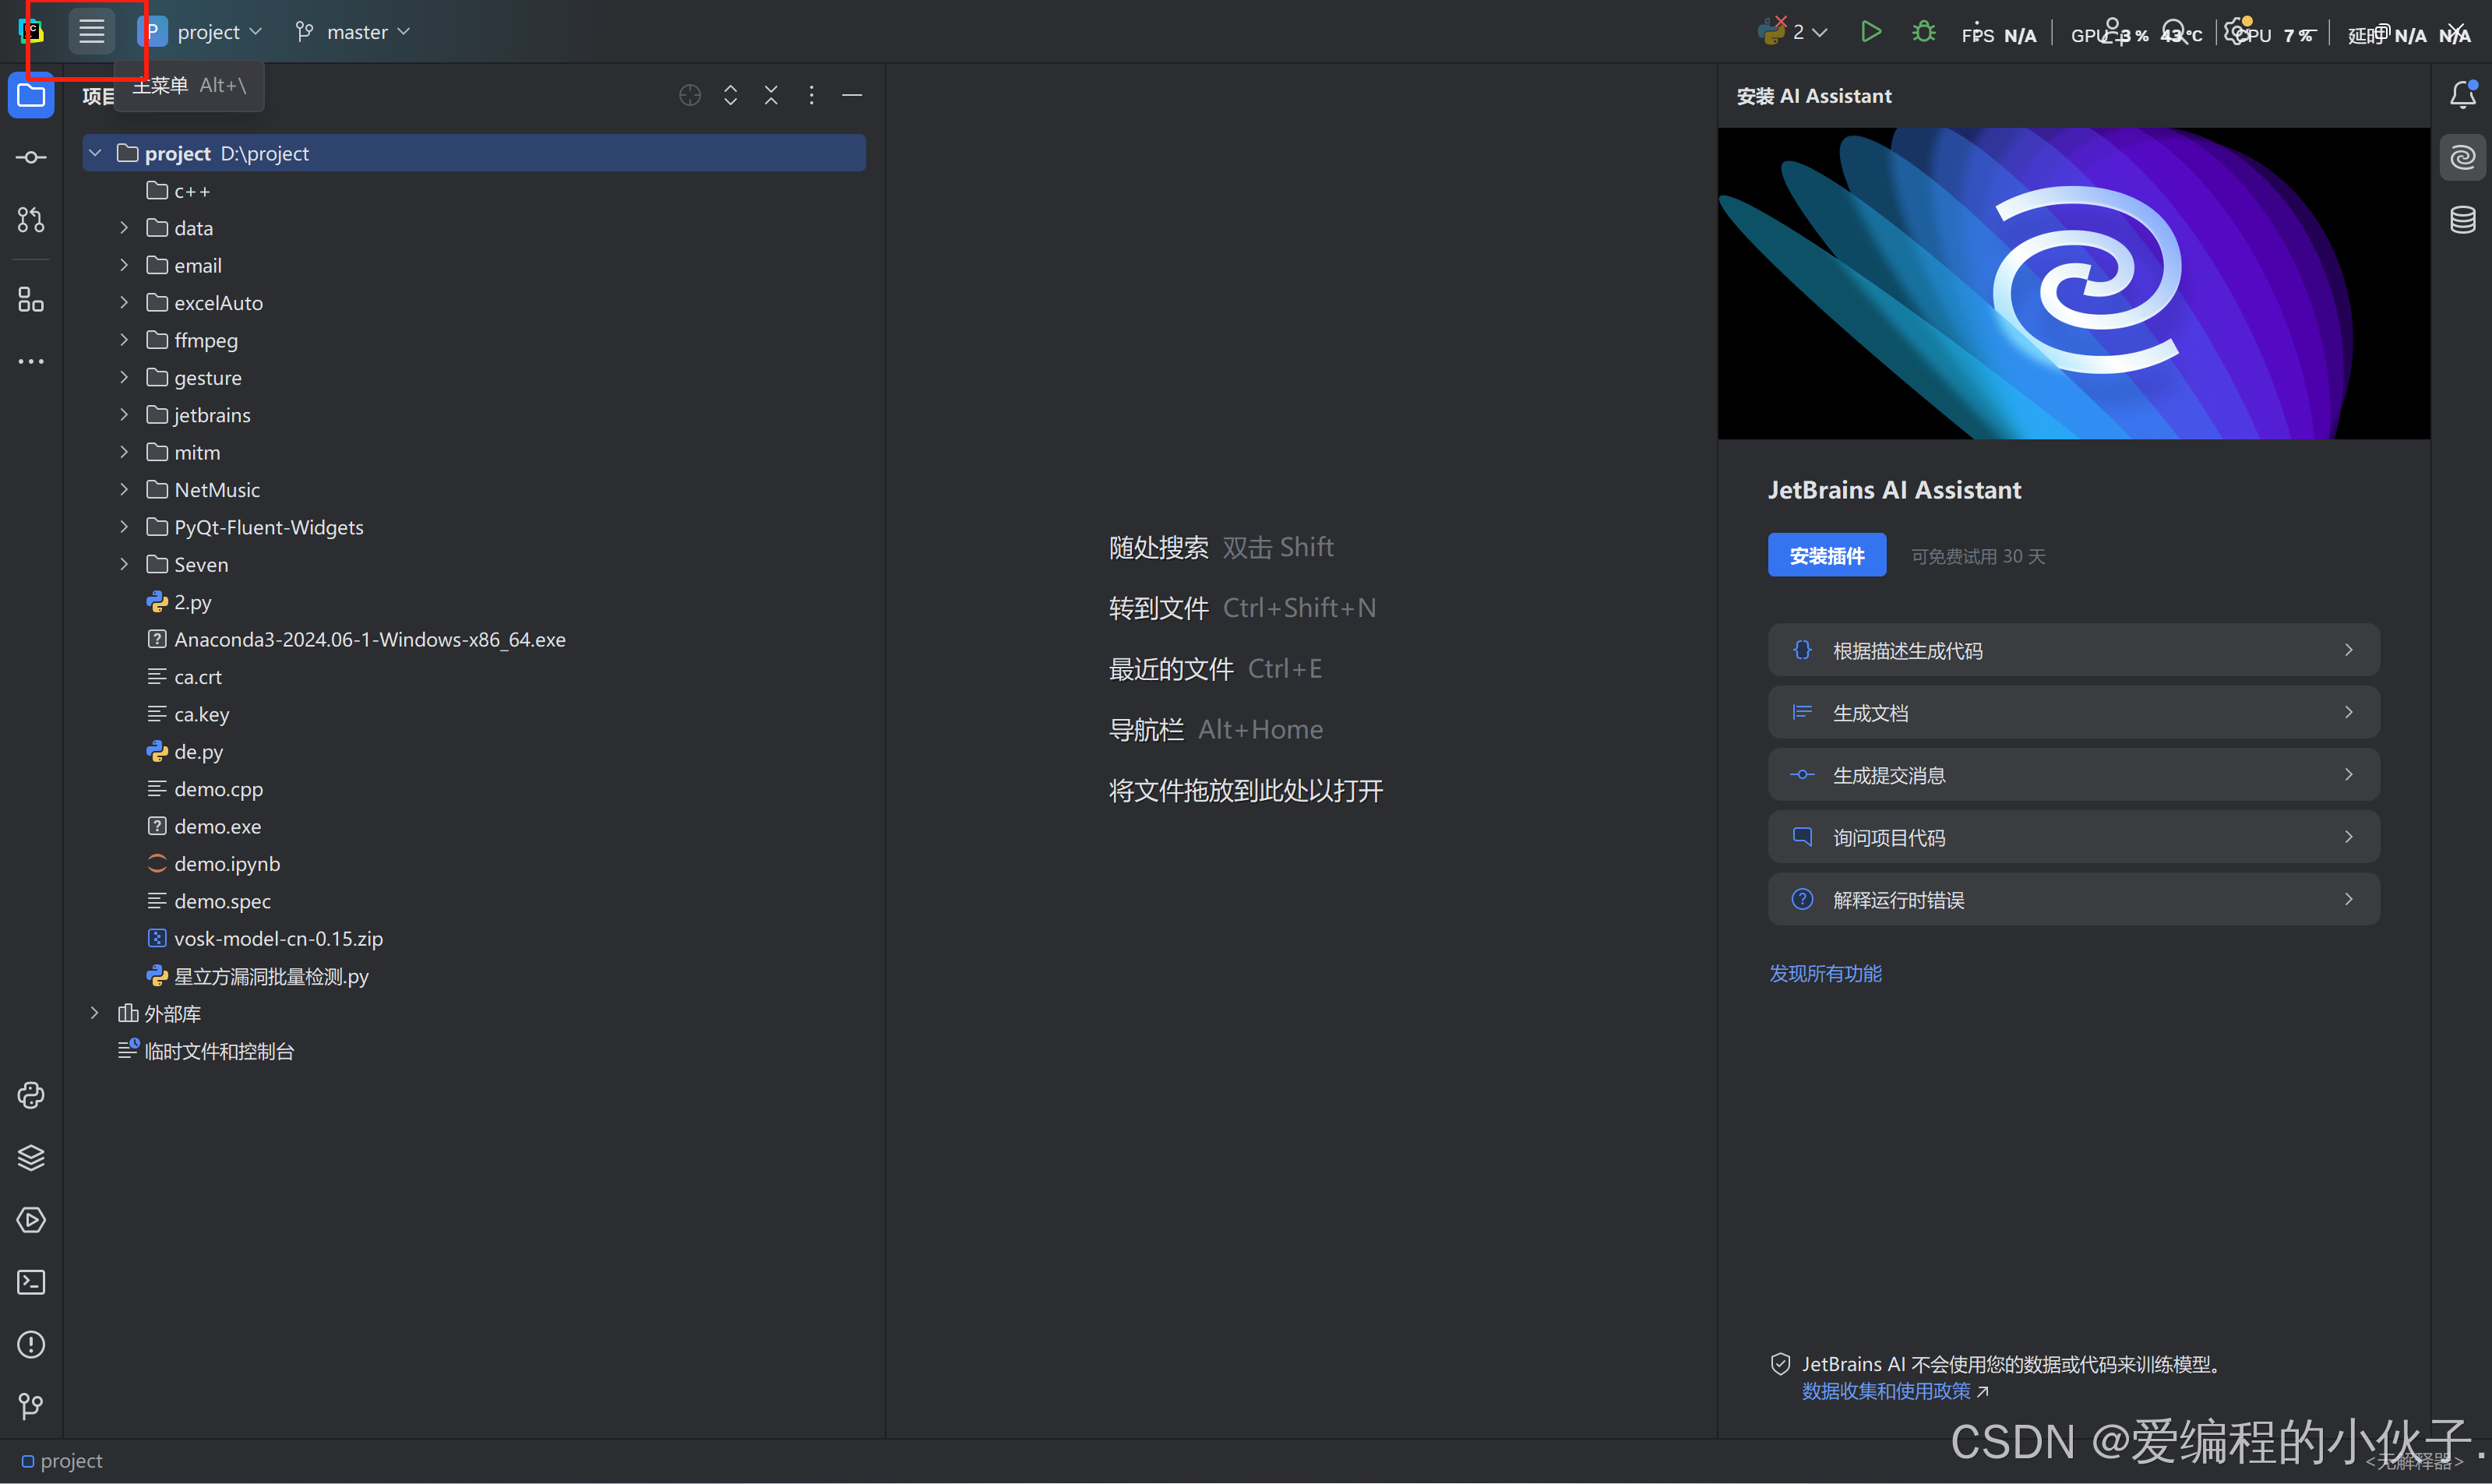 PC
P project
master
2
FPS N/A
GPU 3 % 43 °C
CPU 7 %
延时 N/A N/A
主菜单 Alt+\
项目
project D:\project
c++
data
email
excelAuto
ffmpeg
gesture
jetbrains
mitm
NetMusic
PyQt-Fluent-Widgets
Seven
2.py
Anaconda3-2024.06-1-Windows-x86_64.exe
ca.crt
ca.key
de.py
demo.cpp
demo.exe
demo.ipynb
demo.spec
vosk-model-cn-0.15.zip
星立方漏洞批量检测.py
外部库
临时文件和控制台
随处搜索 双击 Shift
转到文件 Ctrl+Shift+N
最近的文件 Ctrl+E
导航栏 Alt+Home
将文件拖放到此处以打开
安装 AI Assistant
JetBrains AI Assistant
安装插件 可免费试用 30 天
根据描述生成代码
生成文档
生成提交消息
询问项目代码
解释运行时错误
发现所有功能
JetBrains AI 不会使用您的数据或代码来训练模型。
数据收集和使用政策
project
<无解释器>
CSDN @爱编程的小伙子.